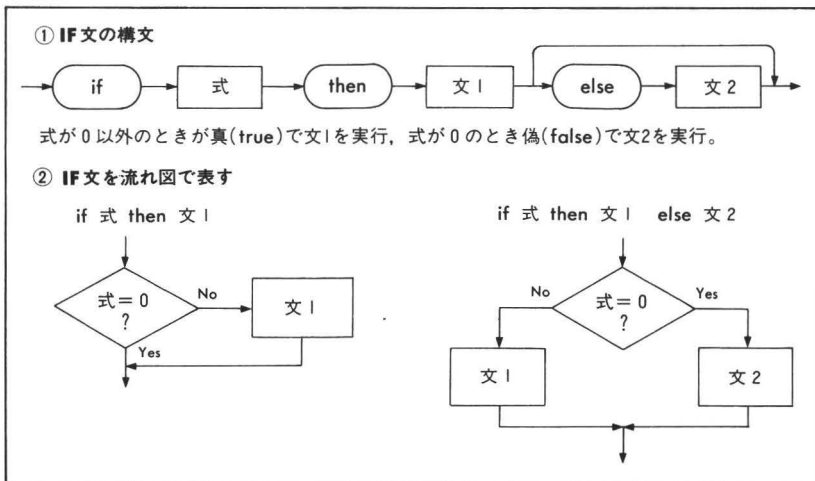 ① IF文の構文
if 式 then 文1 else 文2
式が0以外のときが真(true)で文1を実行，式が0のとき偽(false)で文2を実行。
② IF文を流れ図で表す
if 式 then 文1
式=0
?
No
文1
Yes
if 式 then 文1 else 文2
No
式=0
?
Yes
文1
文2